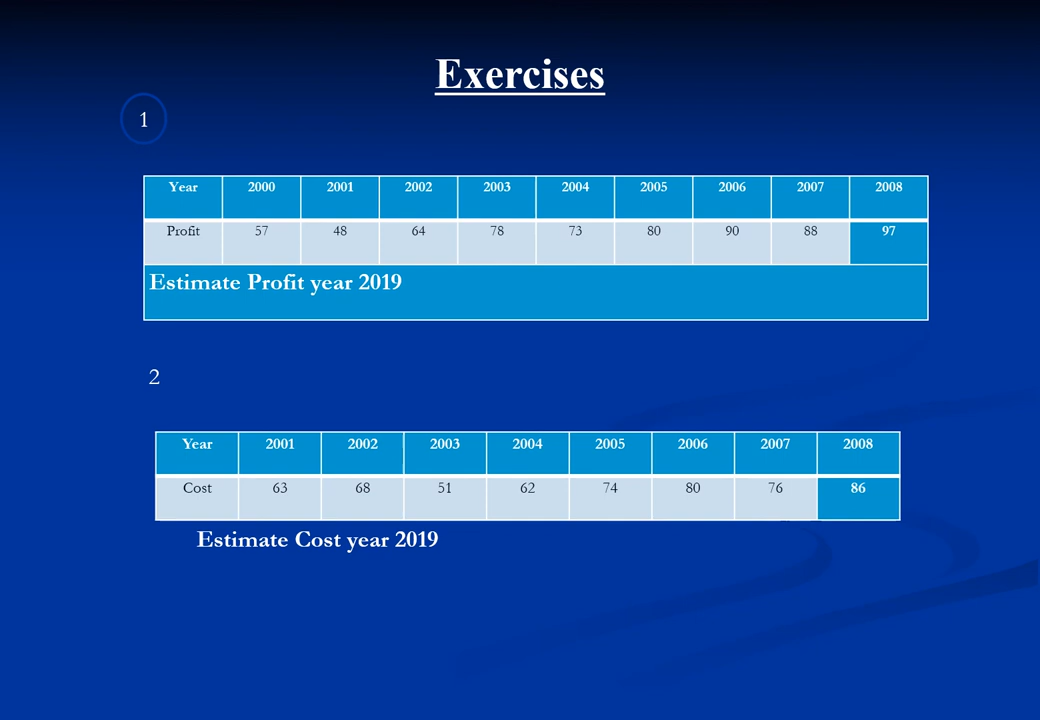 Exercises
1
Year 2000 2001 2002 2003 2004 2005 2006 2007 2008
Profit 57 48 64 78 73 80 90 88 97
Estimate Profit year 2019
2
Year 2001 2002 2003 2004 2005 2006 2007 2008
Cost 63 68 51 62 74 80 76 86
Estimate Cost year 2019